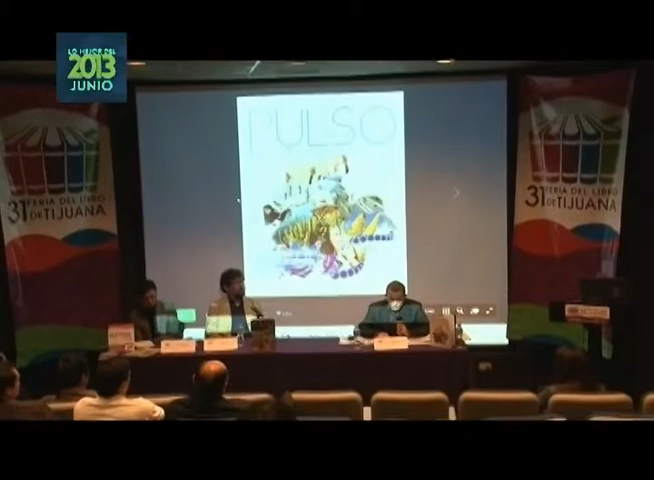 LO MEJOR DEL
2013
JUNIO
PULSO
31 FERIA DEL LIBRO
DE TIJUANA
31 FERIA DEL LIBRO
DE TIJUANA